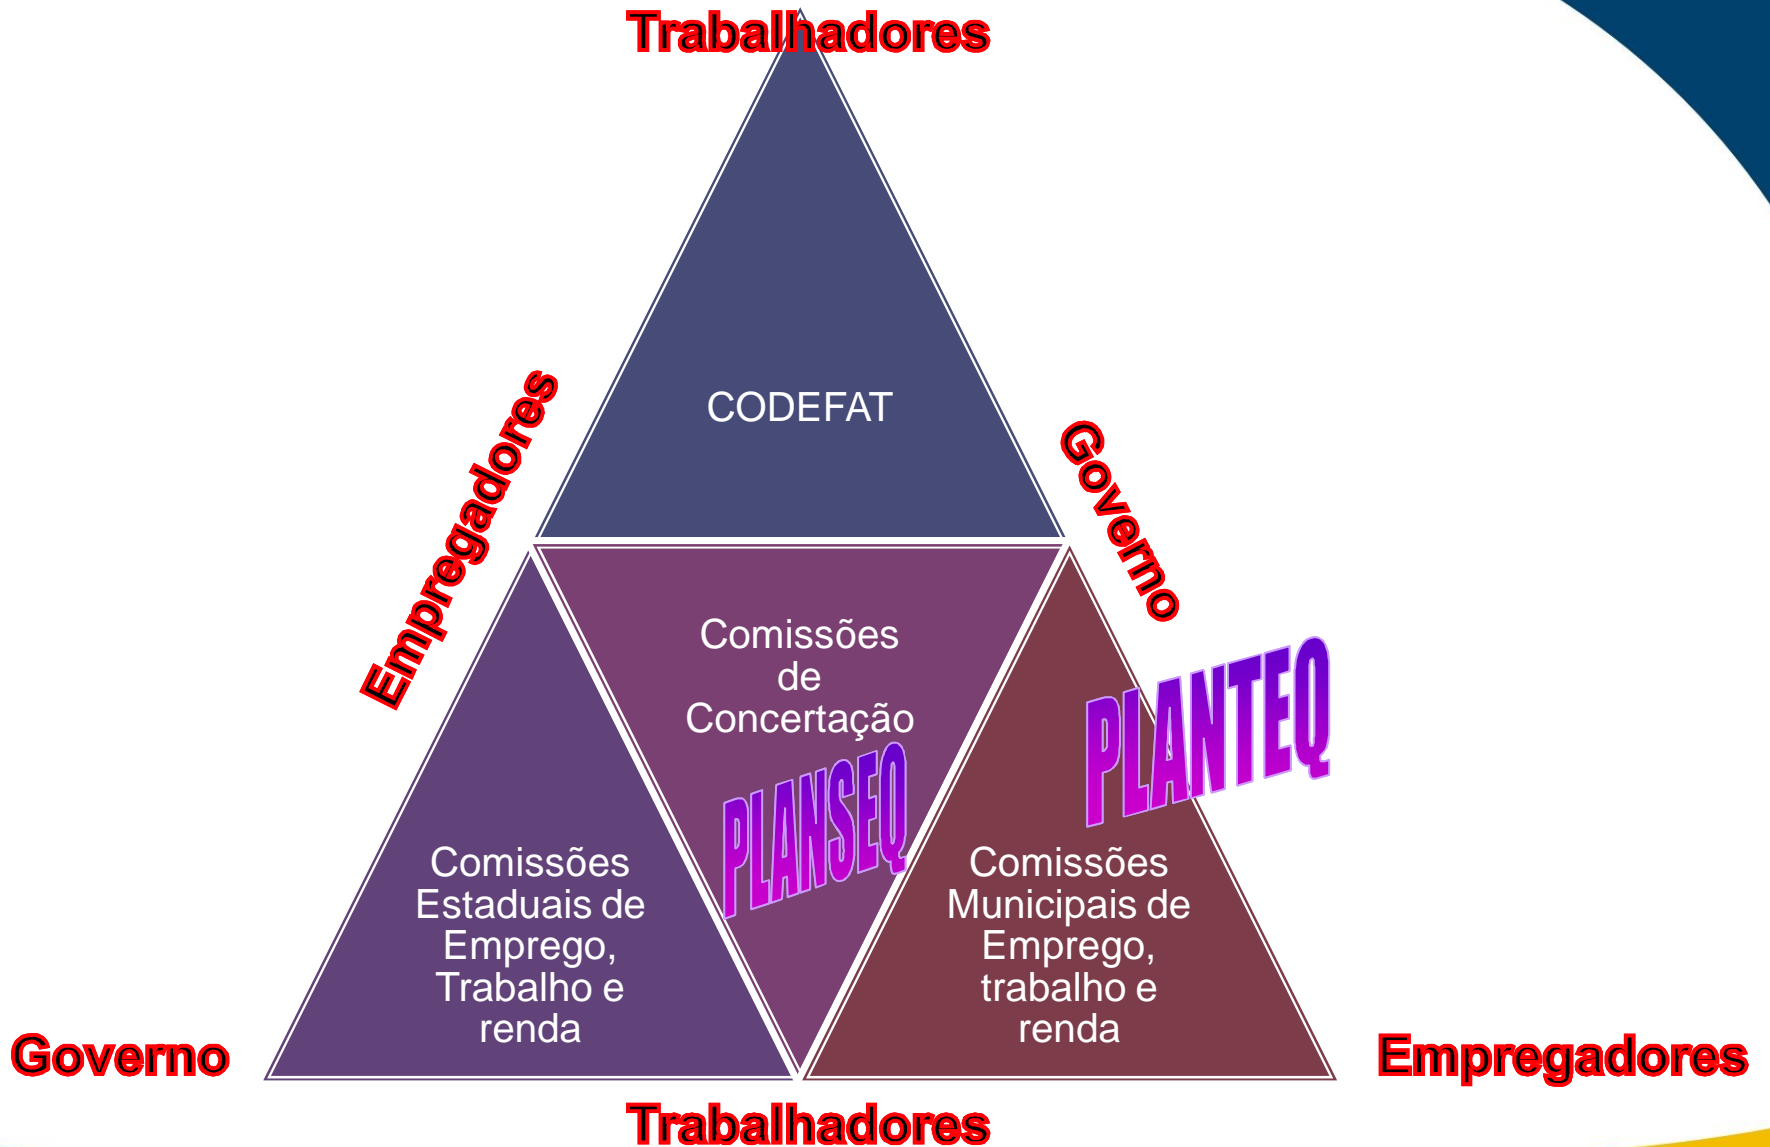 Trabalhadores
CODEFAT
Empregadores
Governo
Comissões
de
Concertação
PLANSEQ
PLANTEQ
Comissões
Estaduais de
Emprego,
Trabalho e
renda
Comissões
Municipais de
Emprego,
trabalho e
renda
Governo
Empregadores
Trabalhadores